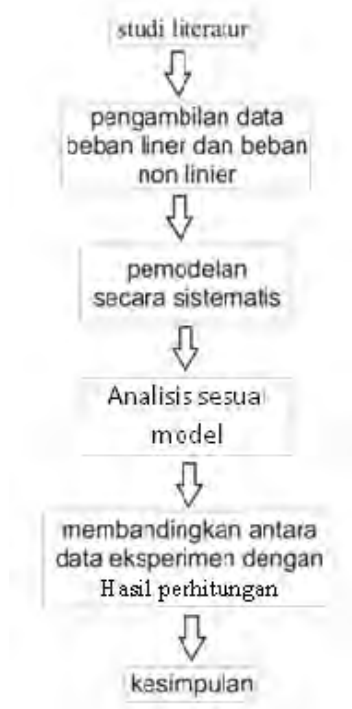 studi literatur
pengambilan data
beban liner dan beban
non linier
pemodelan
secara sistematis
Analisis sesuai
model
membandingkan antara
data eksperimen dengan
Hasil perhitungan
kesimpulan